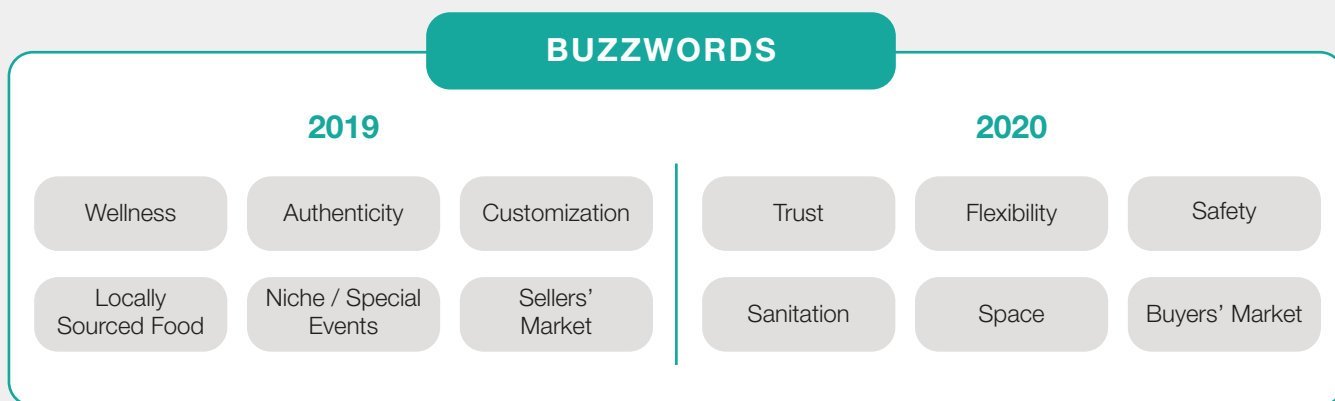 BUZZWORDS
2019
Wellness
Authenticity
Customization
Locally
Sourced Food
Niche / Special
Events
Sellers’
Market
2020
Trust
Flexibility
Safety
Sanitation
Space
Buyers’ Market